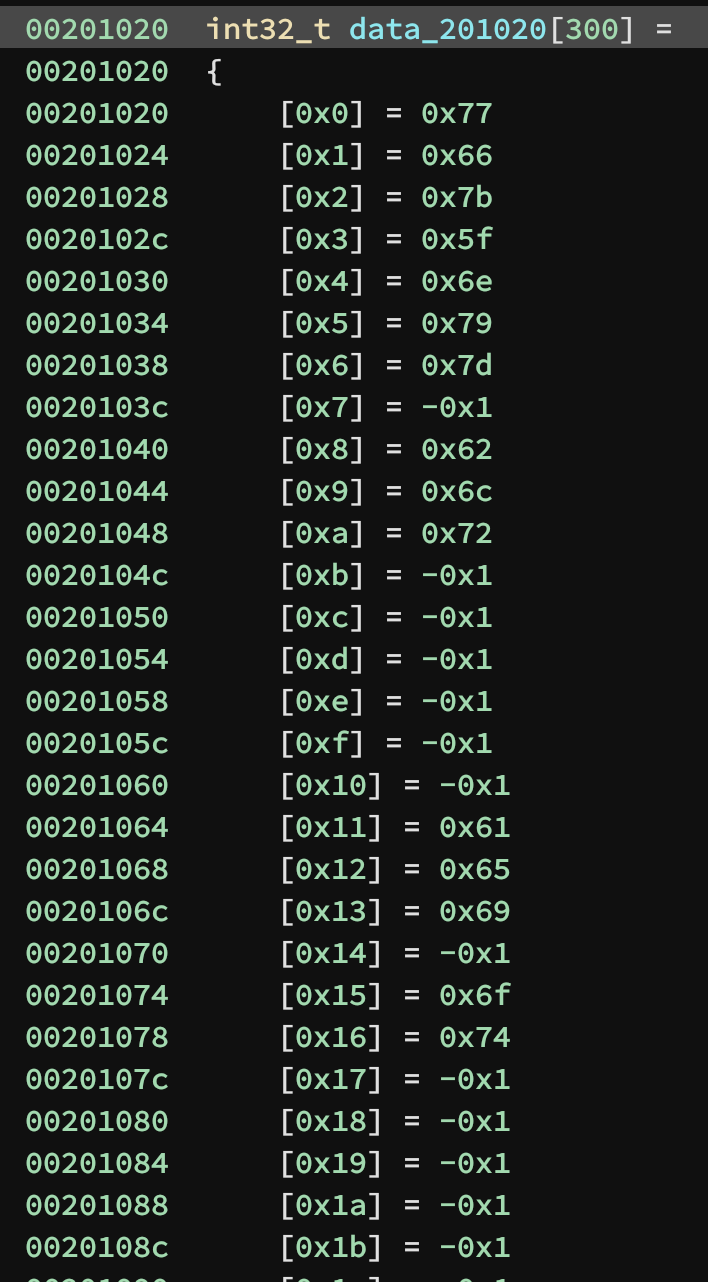 00201020  int32_t data_201020[300] =
00201020  {
00201020      [0x0] = 0x77
00201024      [0x1] = 0x66
00201028      [0x2] = 0x7b
0020102c      [0x3] = 0x5f
00201030      [0x4] = 0x6e
00201034      [0x5] = 0x79
00201038      [0x6] = 0x7d
0020103c      [0x7] = -0x1
00201040      [0x8] = 0x62
00201044      [0x9] = 0x6c
00201048      [0xa] = 0x72
0020104c      [0xb] = -0x1
00201050      [0xc] = -0x1
00201054      [0xd] = -0x1
00201058      [0xe] = -0x1
0020105c      [0xf] = -0x1
00201060      [0x10] = -0x1
00201064      [0x11] = 0x61
00201068      [0x12] = 0x65
0020106c      [0x13] = 0x69
00201070      [0x14] = -0x1
00201074      [0x15] = 0x6f
00201078      [0x16] = 0x74
0020107c      [0x17] = -0x1
00201080      [0x18] = -0x1
00201084      [0x19] = -0x1
00201088      [0x1a] = -0x1
0020108c      [0x1b] = -0x1